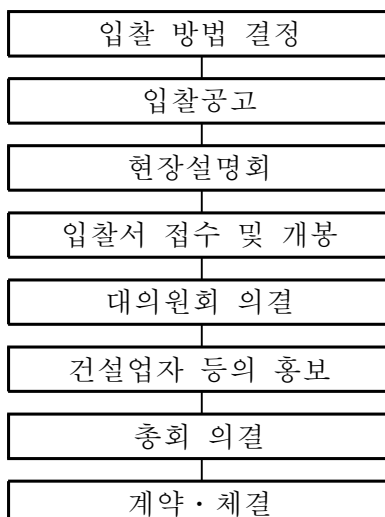 입찰 방법 결정
입찰공고
현장설명회
입찰서 접수 및 개봉
대의원회 의결
건설업자 등의 홍보
총회 의결
계약·체결